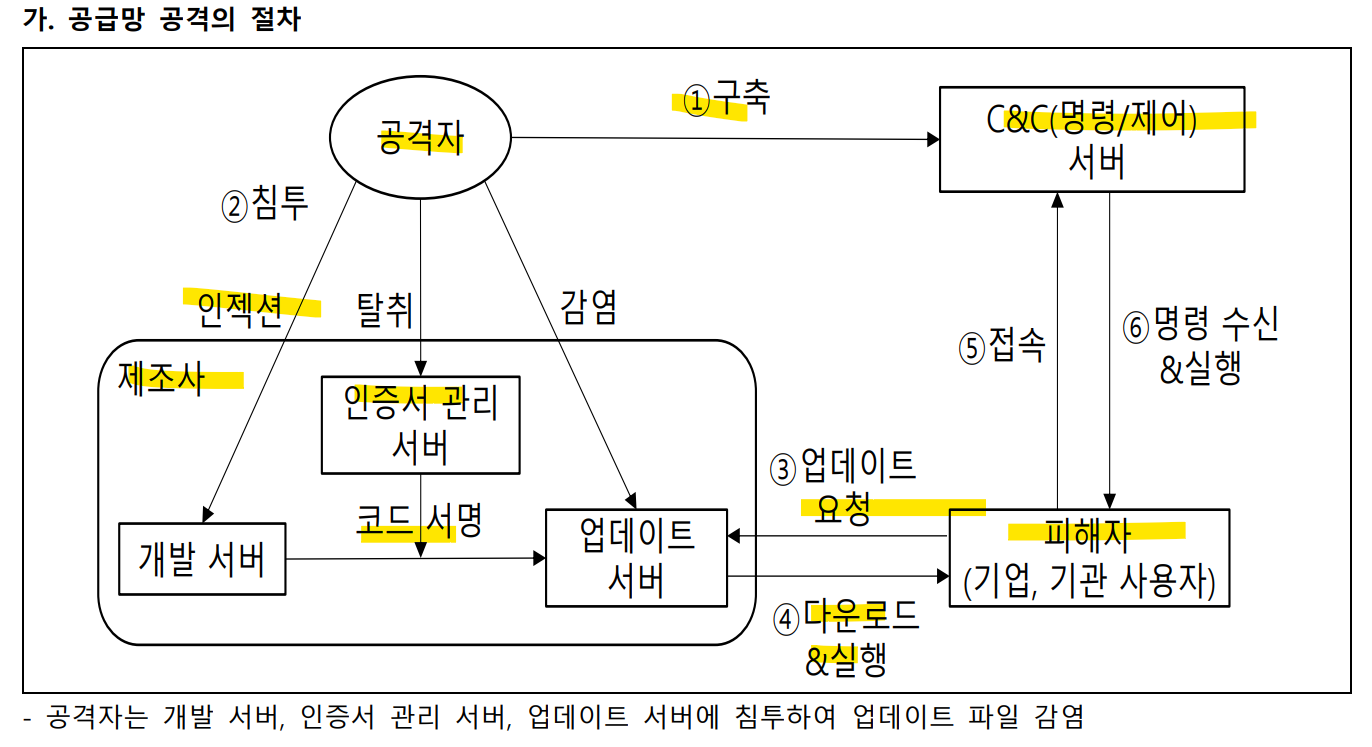 가. 공급망 공격의 절차
①구축
공격자
C&C(명령/제어)
서버
②침투
인젝션
탈취
감염
⑤접속
⑥명령 수신
&실행
제조사
인증서 관리
서버
코드 서명
개발 서버
업데이트
서버
③업데이트
요청
④다운로드
&실행
피해자
(기업, 기관 사용자)
- 공격자는 개발 서버, 인증서 관리 서버, 업데이트 서버에 침투하여 업데이트 파일 감염